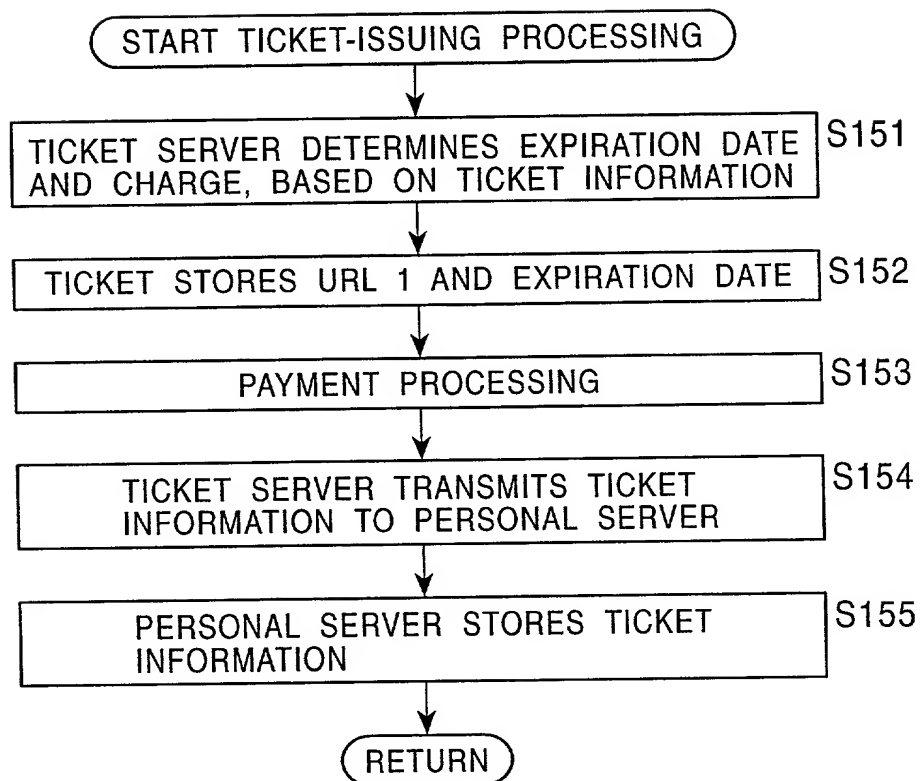 START TICKET-ISSUING PROCESSING
TICKET SERVER DETERMINES EXPIRATION DATE
AND CHARGE, BASED ON TICKET INFORMATION
S151
TICKET STORES URL 1 AND EXPIRATION DATE
S152
PAYMENT PROCESSING
S153
TICKET SERVER TRANSMITS TICKET
INFORMATION TO PERSONAL SERVER
S154
PERSONAL SERVER STORES TICKET
INFORMATION
S155
RETURN